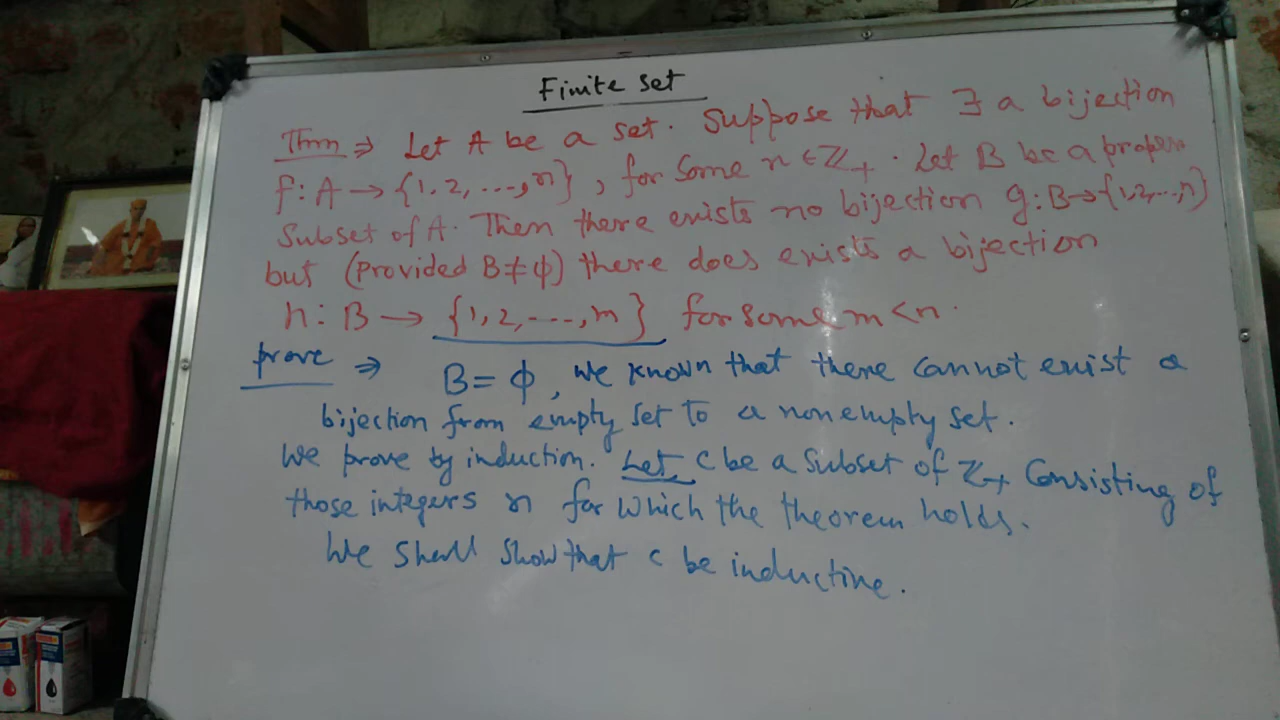 Finite set
Thm ⇒ Let A be a set. Suppose that ∃ a bijection
f: A → {1, 2, ..., n}, for some n ∈ Z₊. Let B be a proper
Subset of A. Then there exists no bijection g: B→{1,2,...,n}
but (provided B≠ϕ) there does exists a bijection
h: B → {1, 2, ----, m} for some m < n.
prove ⇒ B = ϕ, we known that there cannot exist a
bijection from empty set to a nonempty set.
We prove by induction. Let C be a subset of Z₊ Consisting of
those integers n for which the theorem holds.
We shall show that C be inductive.